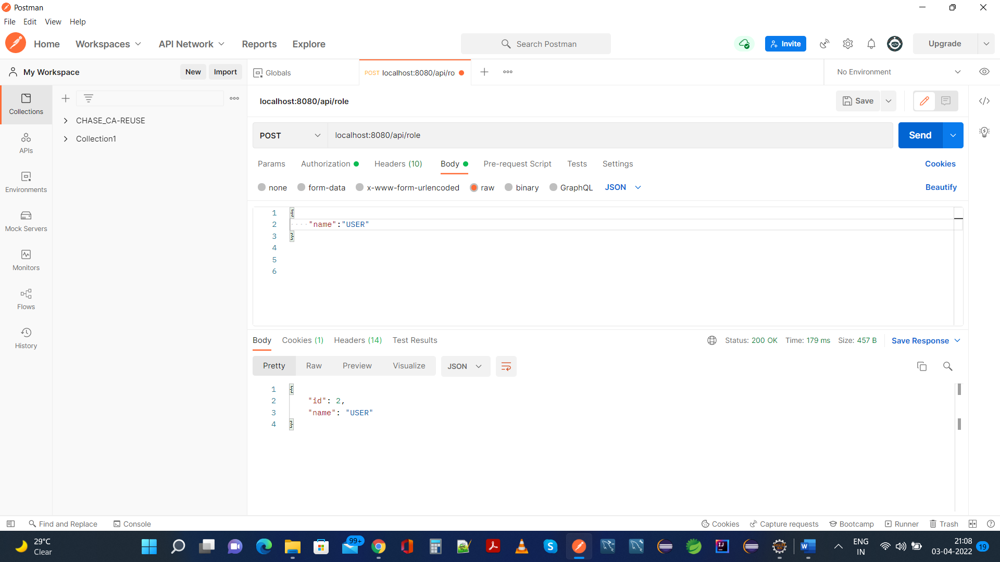 Postman
File Edit View Help
Home Workspaces API Network Reports Explore Search Postman Invite Upgrade
My Workspace New Import Globals POST localhost:8080/api/ro No Environment
Collections
APIs
Environments
Mock Servers
Monitors
Flows
History
CHASE_CA-REUSE
Collection1
localhost:8080/api/role Save
POST localhost:8080/api/role Send
Params Authorization Headers (10) Body Pre-request Script Tests Settings Cookies
none form-data x-www-form-urlencoded raw binary GraphQL JSON Beautify
1 {
2 ····"name":"USER"
3 }
4
5
6
Body Cookies (1) Headers (14) Test Results Status: 200 OK Time: 179 ms Size: 457 B Save Response
Pretty Raw Preview Visualize JSON
1 {
2 "id": 2,
3 "name": "USER"
4 }
Find and Replace Console Cookies Capture requests Bootcamp Runner Trash
29°C
Clear
99+
ENG
IN
21:08
03-04-2022
19